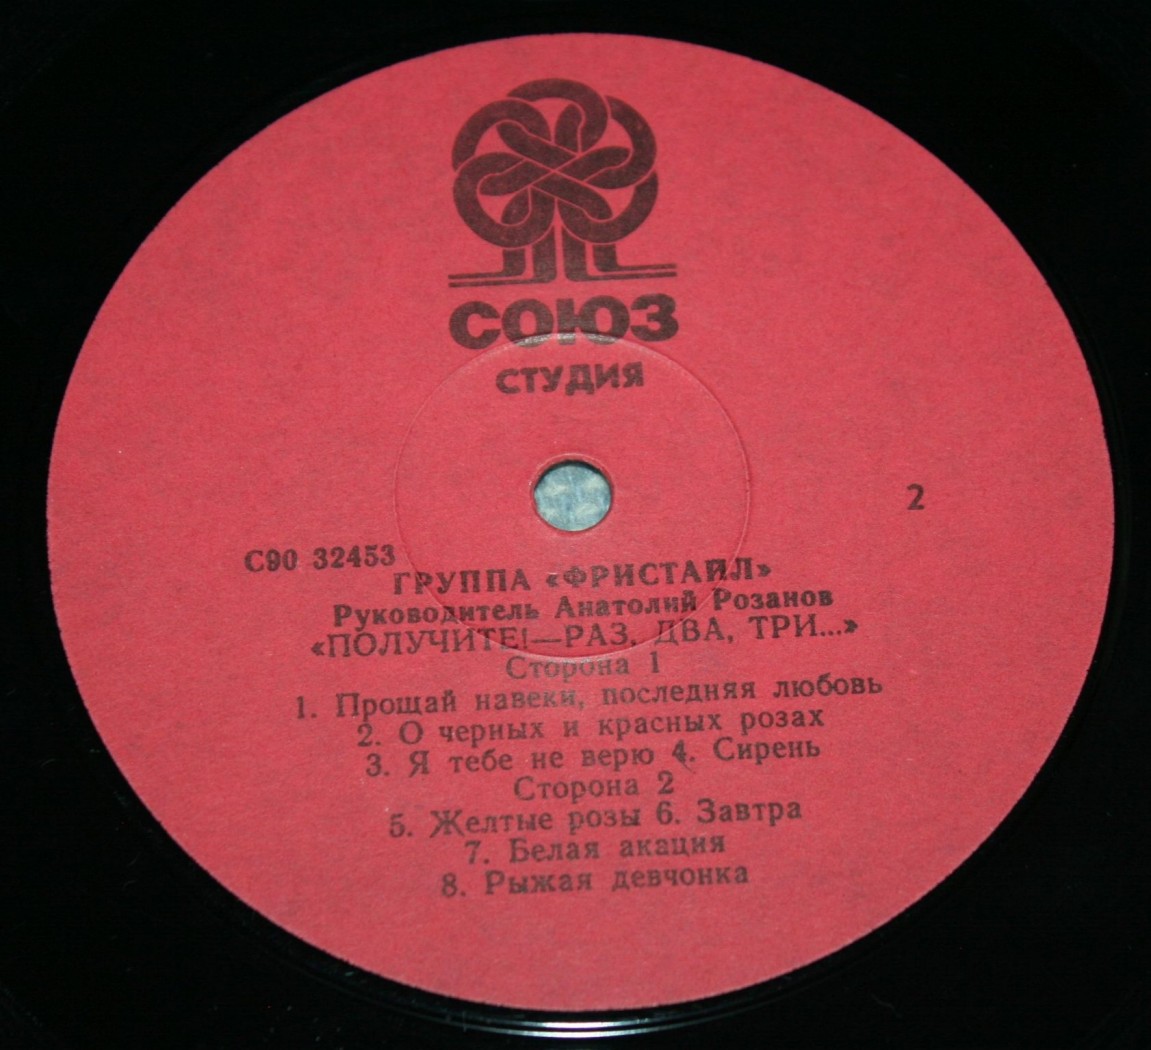 СОЮЗ
СТУДИЯ
2
С90 32453
ГРУППА «ФРИСТАЙЛ»
Руководитель Анатолий Розанов
«ПОЛУЧИТЕ!—РАЗ, ДВА, ТРИ...»
Сторона 1
1. Прощай навеки, последняя любовь
2. О черных и красных розах
3. Я тебе не верю 4. Сирень
Сторона 2
5. Желтые розы 6. Завтра
7. Белая акация
8. Рыжая девчонка